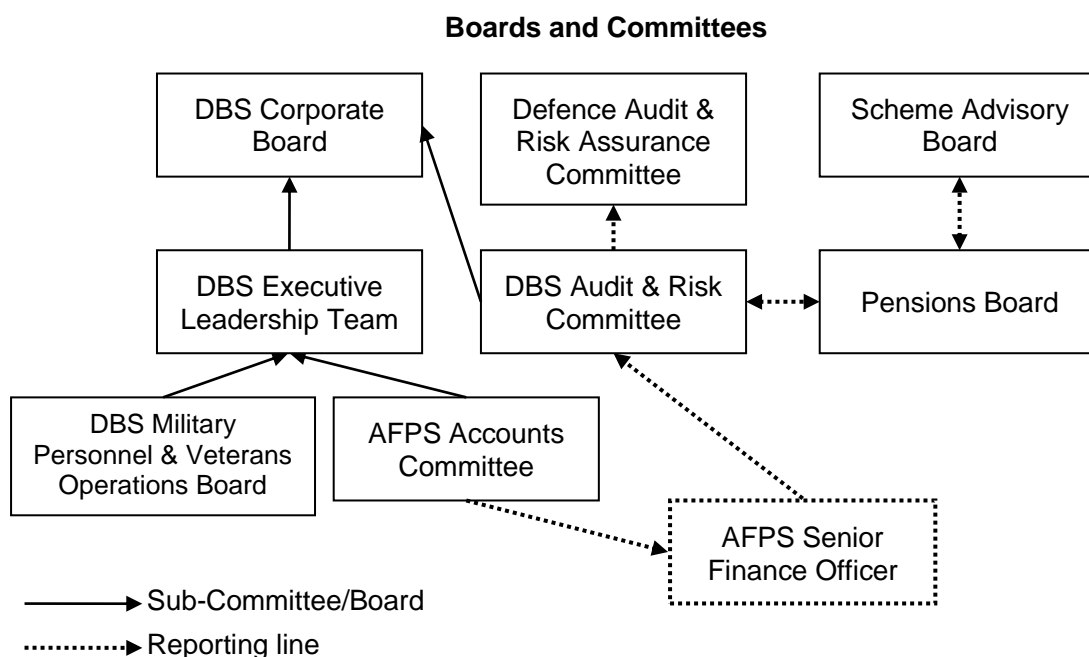 Boards and Committees
DBS Corporate
Board
Defence Audit &
Risk Assurance
Committee
Scheme Advisory
Board
DBS Executive
Leadership Team
DBS Audit & Risk
Committee
Pensions Board
DBS Military
Personnel & Veterans
Operations Board
AFPS Accounts
Committee
AFPS Senior
Finance Officer
Sub-Committee/Board
Reporting line